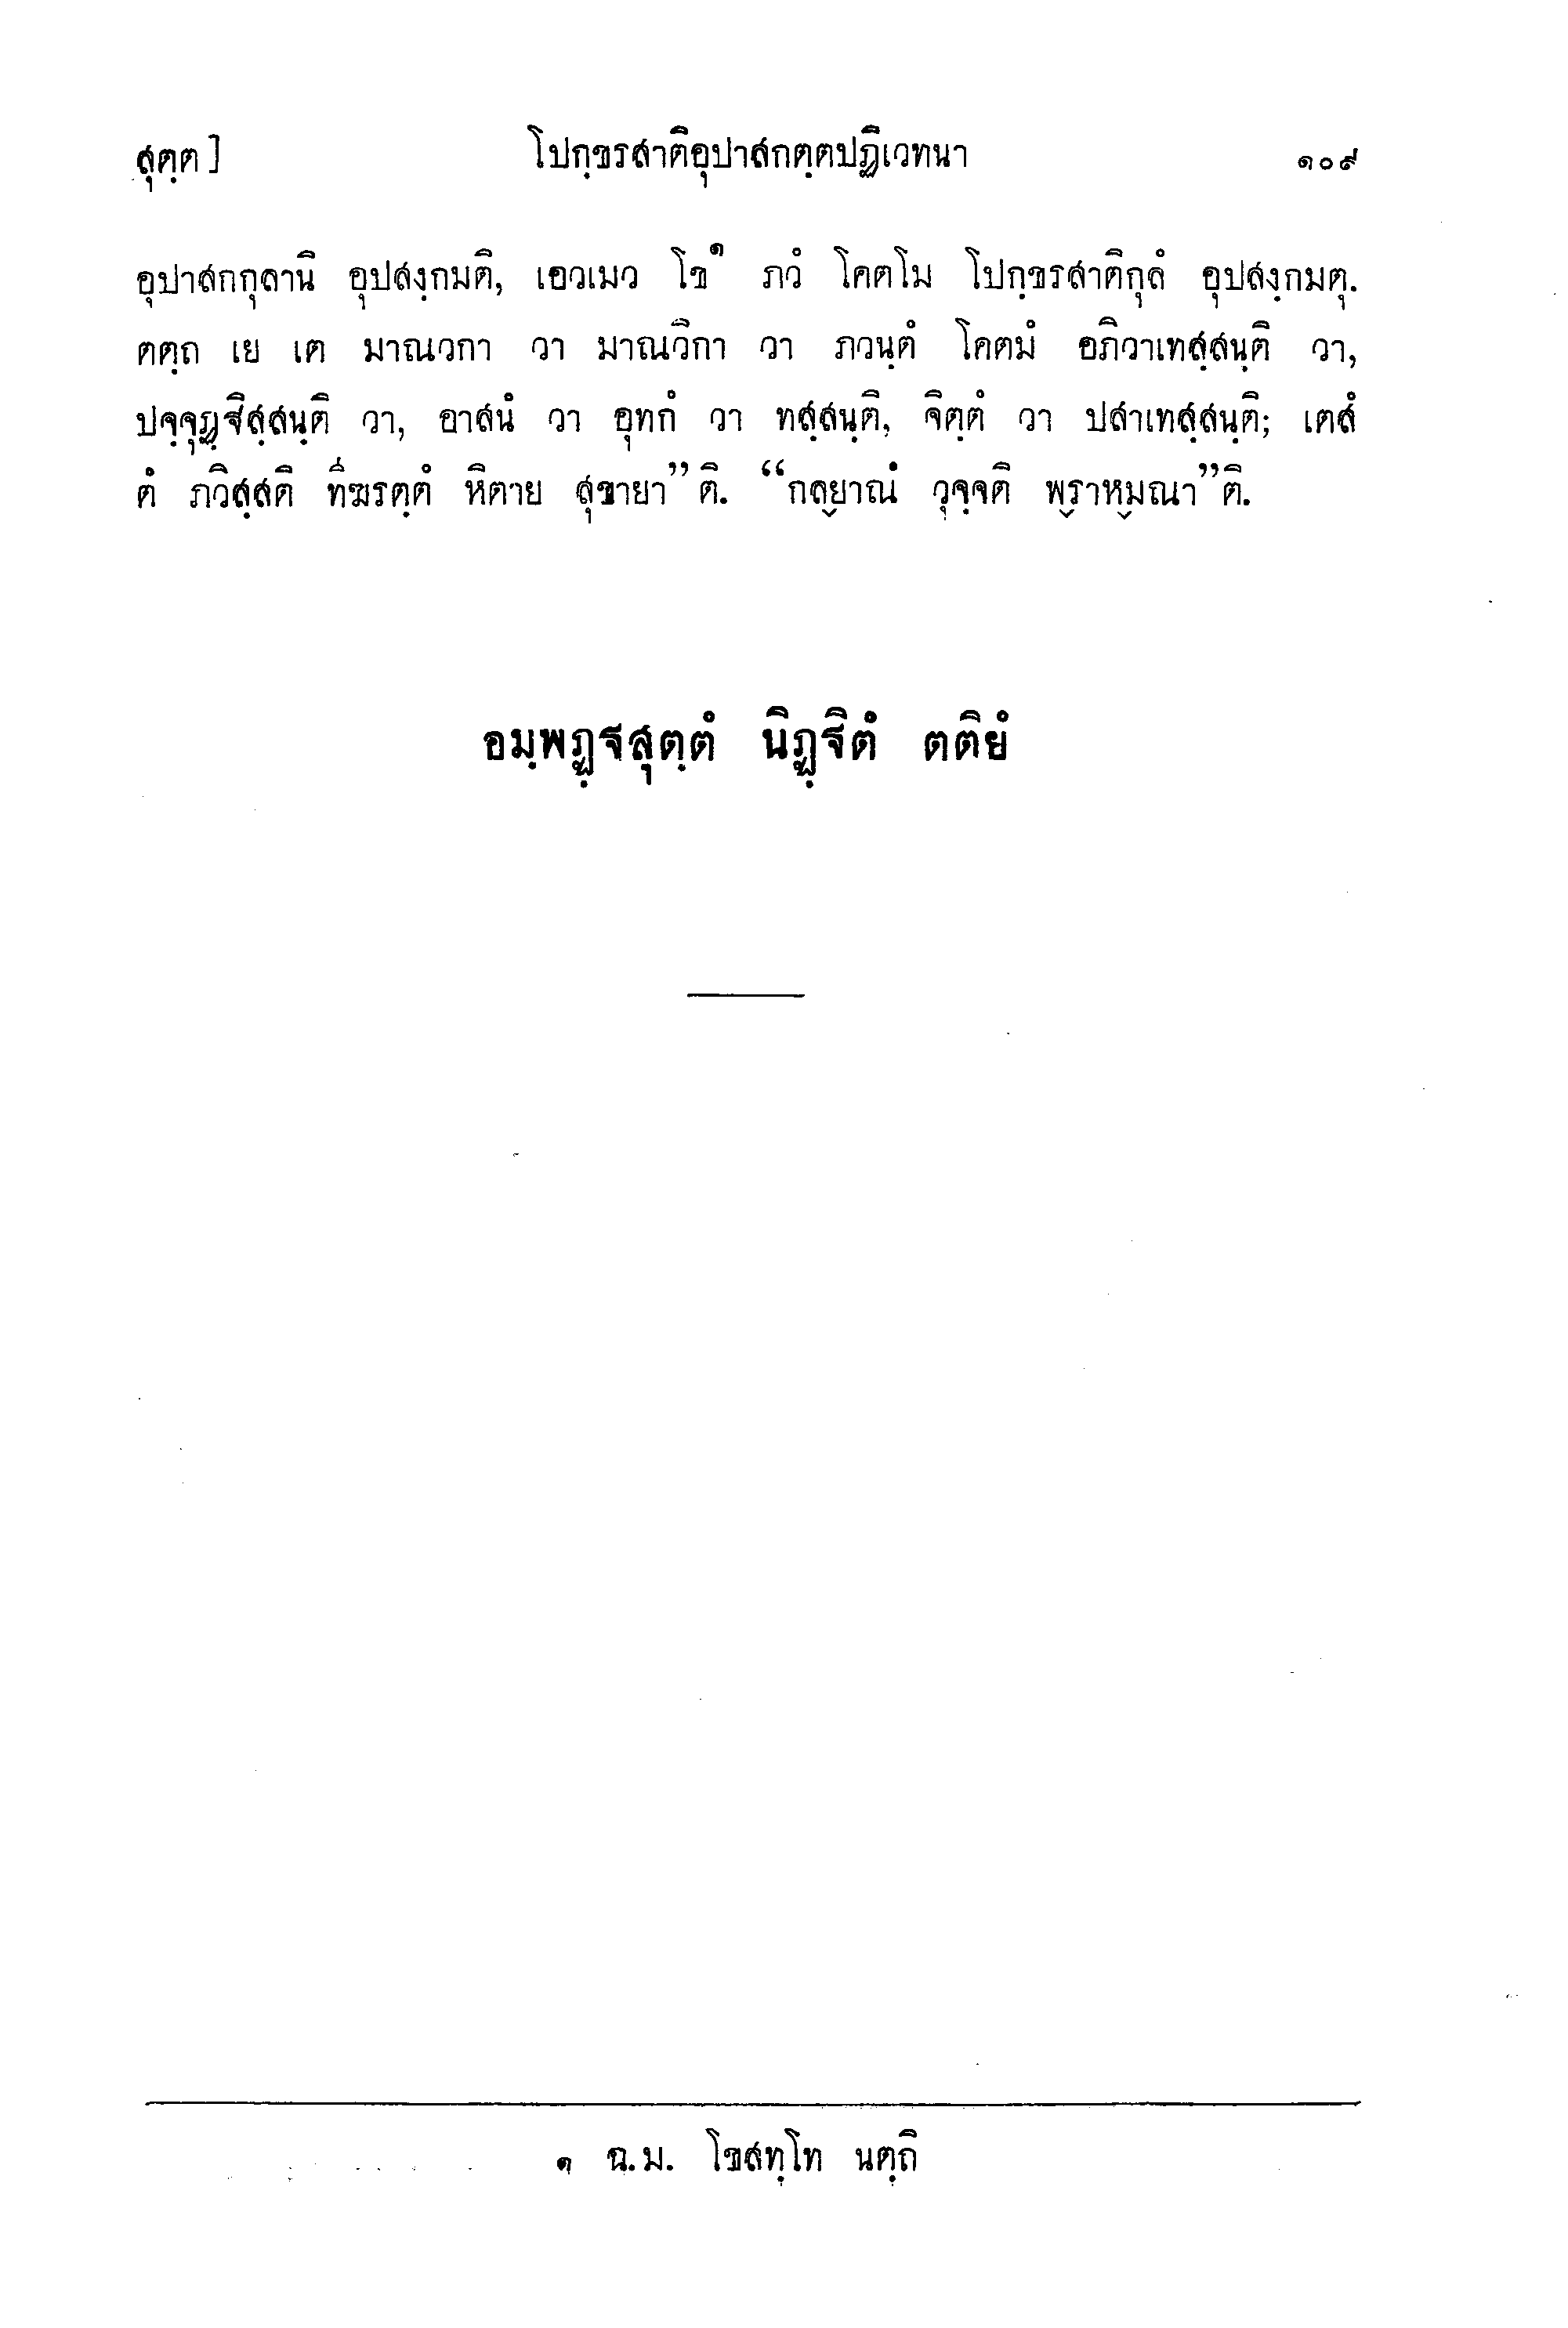 สุตฺต] โปกฺขรสาติอุปาสกตฺตปฏิเวทนา ๑๐๙
อุปาสกกุลานิ อุปสงฺกมติ, เอวเมว โข๑ ภวํ โคตโม โปกฺขรสาติกุลํ อุปสงฺกมตุ.
ตตฺถ เย เต มาณวกา วา มาณวิกา วา ภวนฺตํ โคตมํ อภิวาเทสฺสนฺติ วา,
ปจฺจุฏฺฐิสฺสนฺติ วา, อาสนํ วา อุทกํ วา ทสฺสนฺติ, จิตฺตํ วา ปสาเทสฺสนฺติ; เตสํ
ตํ ภวิสฺสติ ทีฆรตฺตํ หิตาย สุขายา”ติ. “กลฺยาณํ วุจฺจติ พฺราหฺมณา”ติ.
อมฺพฏฺฐสุตฺตํ นิฏฺฐิตํ ตติยํ
๑ ฉ.ม. โขสทฺโท นตฺถิ